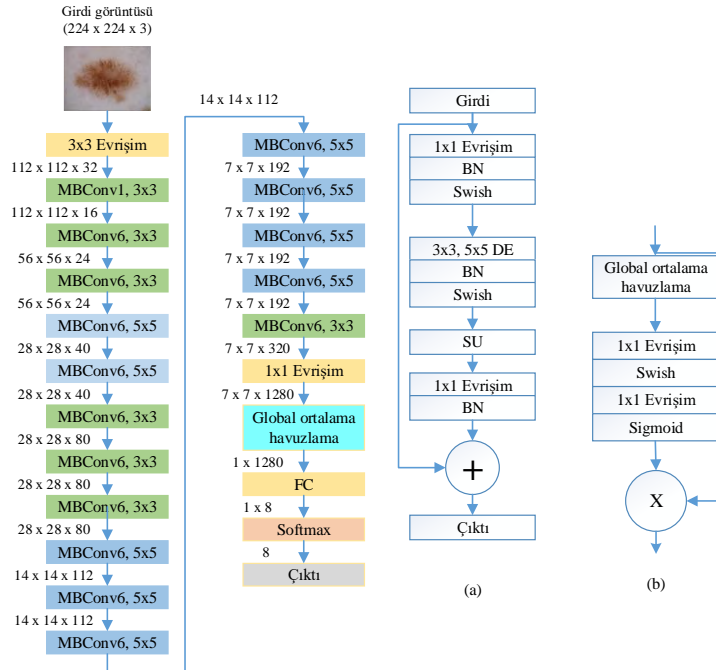 Girdi görüntüsü
(224 x 224 x 3)
3x3 Evrişim
112 x 112 x 32
MBConv1, 3x3
112 x 112 x 16
MBConv6, 3x3
56 x 56 x 24
MBConv6, 3x3
56 x 56 x 24
MBConv6, 5x5
28 x 28 x 40
MBConv6, 5x5
28 x 28 x 40
MBConv6, 3x3
28 x 28 x 80
MBConv6, 3x3
28 x 28 x 80
MBConv6, 3x3
28 x 28 x 80
MBConv6, 5x5
14 x 14 x 112
MBConv6, 5x5
14 x 14 x 112
MBConv6, 5x5
14 x 14 x 112
MBConv6, 5x5
7 x 7 x 192
MBConv6, 5x5
7 x 7 x 192
MBConv6, 5x5
7 x 7 x 192
MBConv6, 5x5
7 x 7 x 192
MBConv6, 3x3
7 x 7 x 320
1x1 Evrişim
7 x 7 x 1280
Global ortalama
havuzlama
1 x 1280
FC
1 x 8
Softmax
8
Çıktı
Girdi
1x1 Evrişim
BN
Swish
3x3, 5x5 DE
BN
Swish
SU
1x1 Evrişim
BN
+
Çıktı
(a)
Global ortalama
havuzlama
1x1 Evrişim
Swish
1x1 Evrişim
Sigmoid
X
(b)